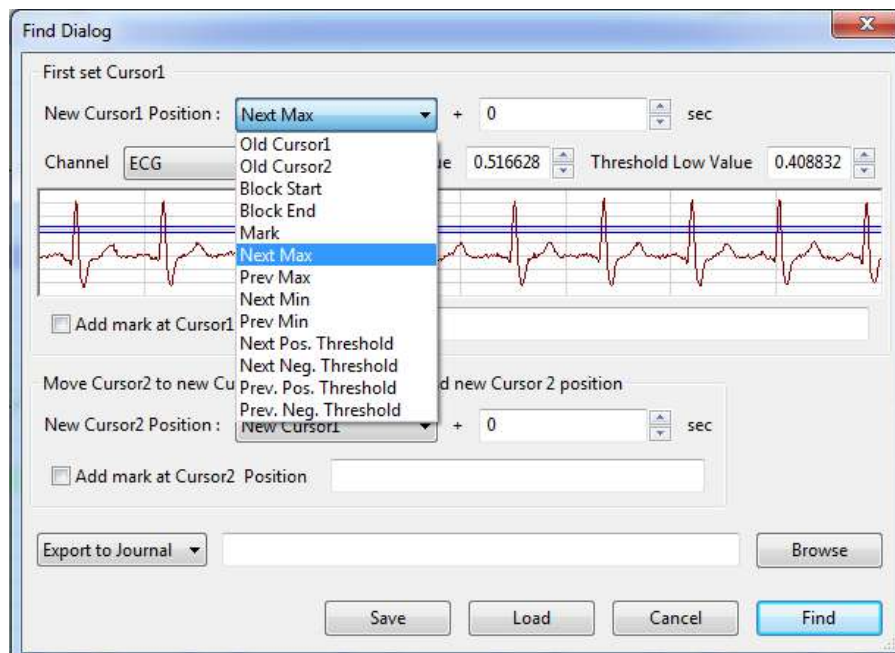 Find Dialog
First set Cursor1
New Cursor1 Position : Next Max + 0 sec
Old Cursor1
Old Cursor2
Block Start
Block End
Mark
Next Max
Prev Max
Next Min
Prev Min
Next Pos. Threshold
Next Neg. Threshold
Prev. Pos. Threshold
Prev. Neg. Threshold
Channel ECG ue 0.516628 Threshold Low Value 0.408832
Add mark at Cursor1
Move Cursor2 to new Cu d new Cursor 2 position
New Cursor2 Position : New Cursor1 + 0 sec
Add mark at Cursor2 Position
Export to Journal Browse
Save Load Cancel Find